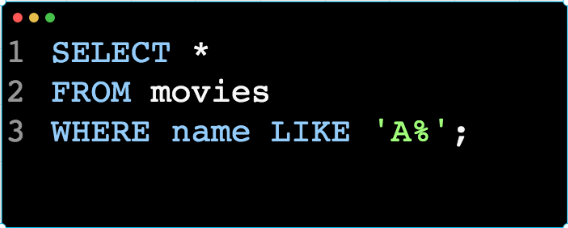 1 SELECT *
2 FROM movies
3 WHERE name LIKE 'A%';